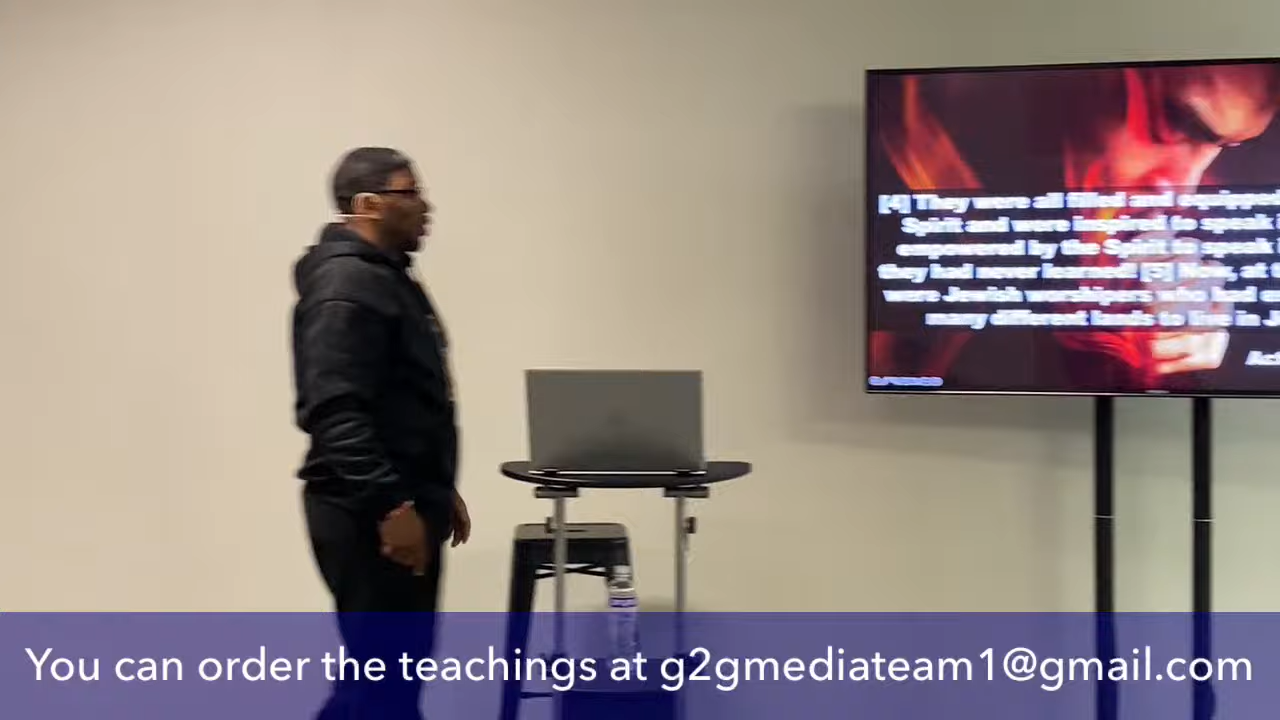 [4] They were all filled and equipped
Spirit and were inspired to speak
empowered by the Spirit to speak
they had never learned! [5] Now, at
were Jewish worshipers who had
many different lands to live in
You can order the teachings at g2gmediateam1@gmail.com